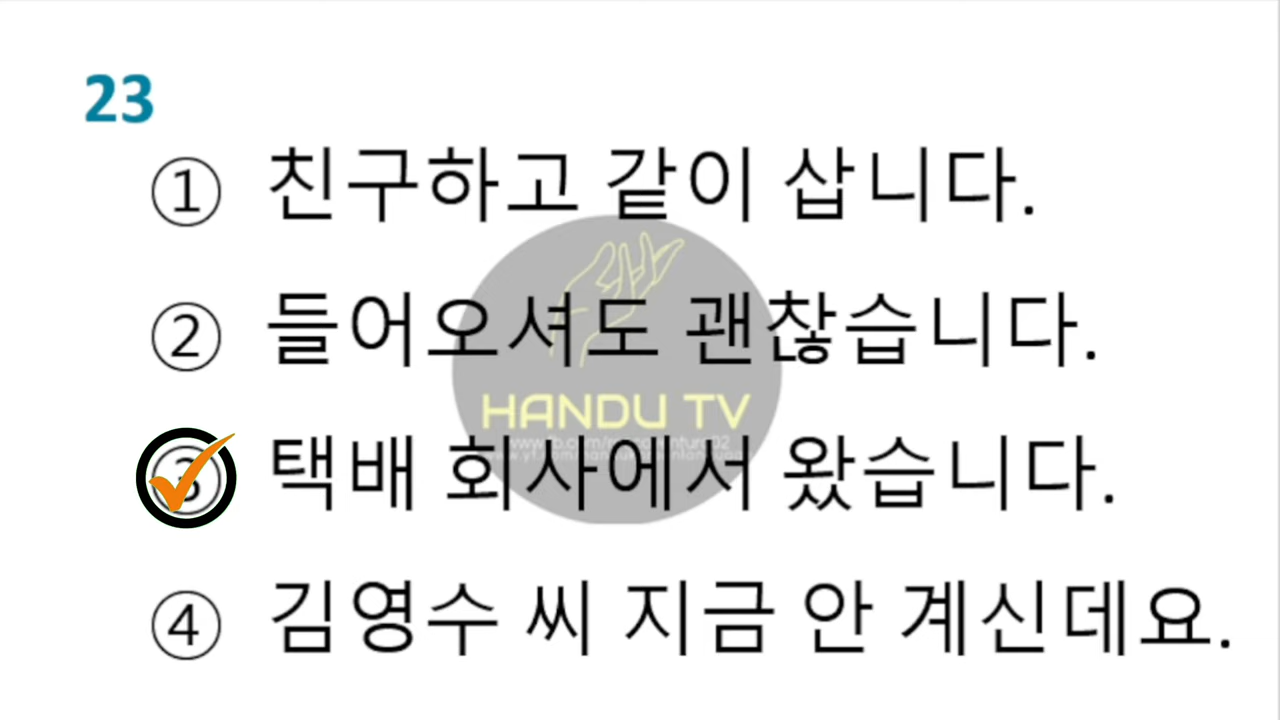 23
① 친구하고 같이 삽니다.
② 들어오셔도 괜찮습니다.
HANDU TV
③ 택배 회사에서 왔습니다.
④ 김영수 씨 지금 안 계신데요.